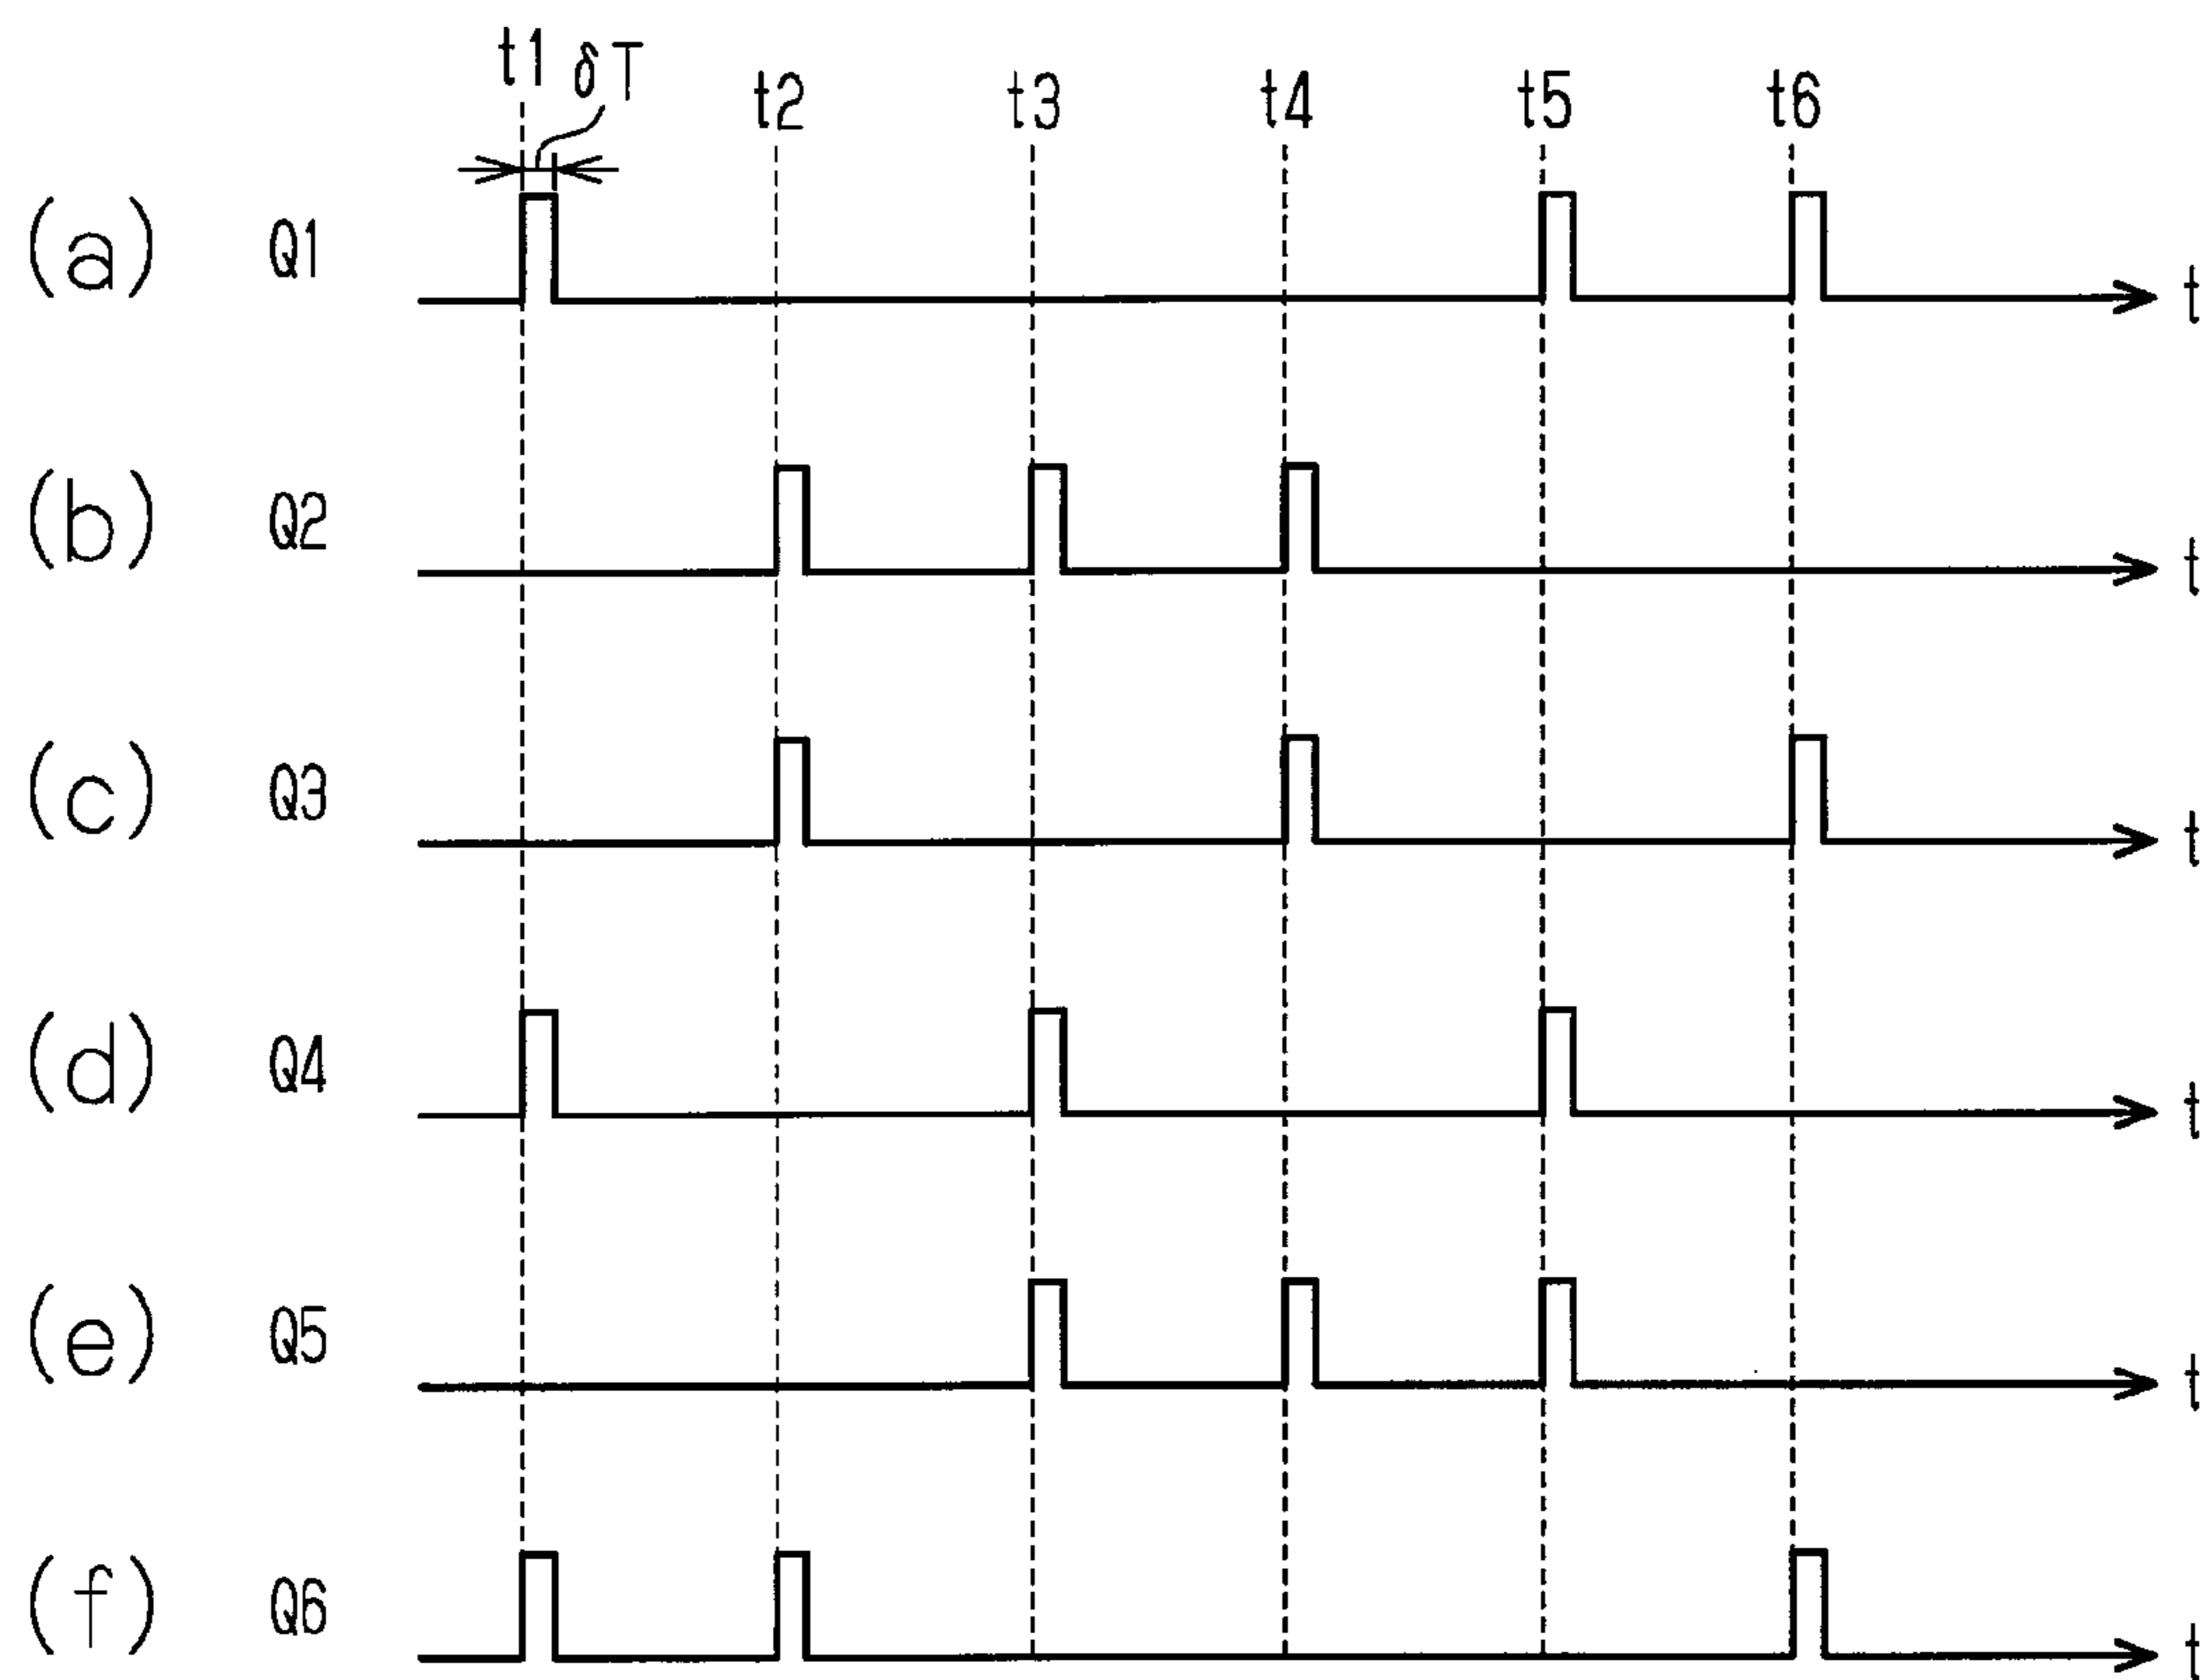 t1 δT t2 t3 t4 t5 t6
(a) Q1 t
(b) Q2 t
(c) Q3 t
(d) Q4 t
(e) Q5 t
(f) Q6 t